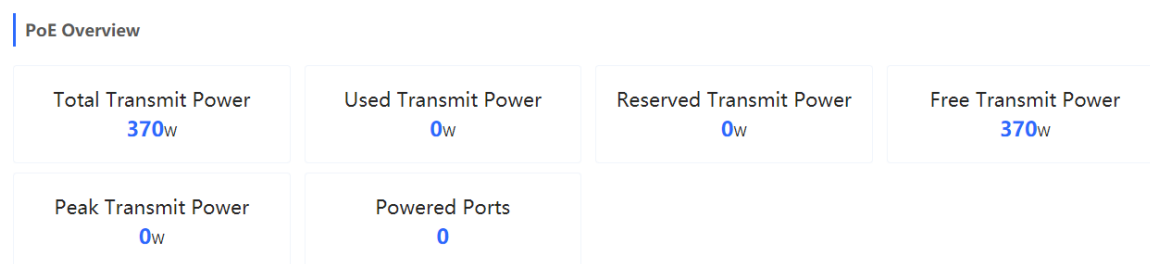 PoE Overview
Total Transmit Power
370W
Used Transmit Power
0W
Reserved Transmit Power
0W
Free Transmit Power
370W
Peak Transmit Power
0W
Powered Ports
0